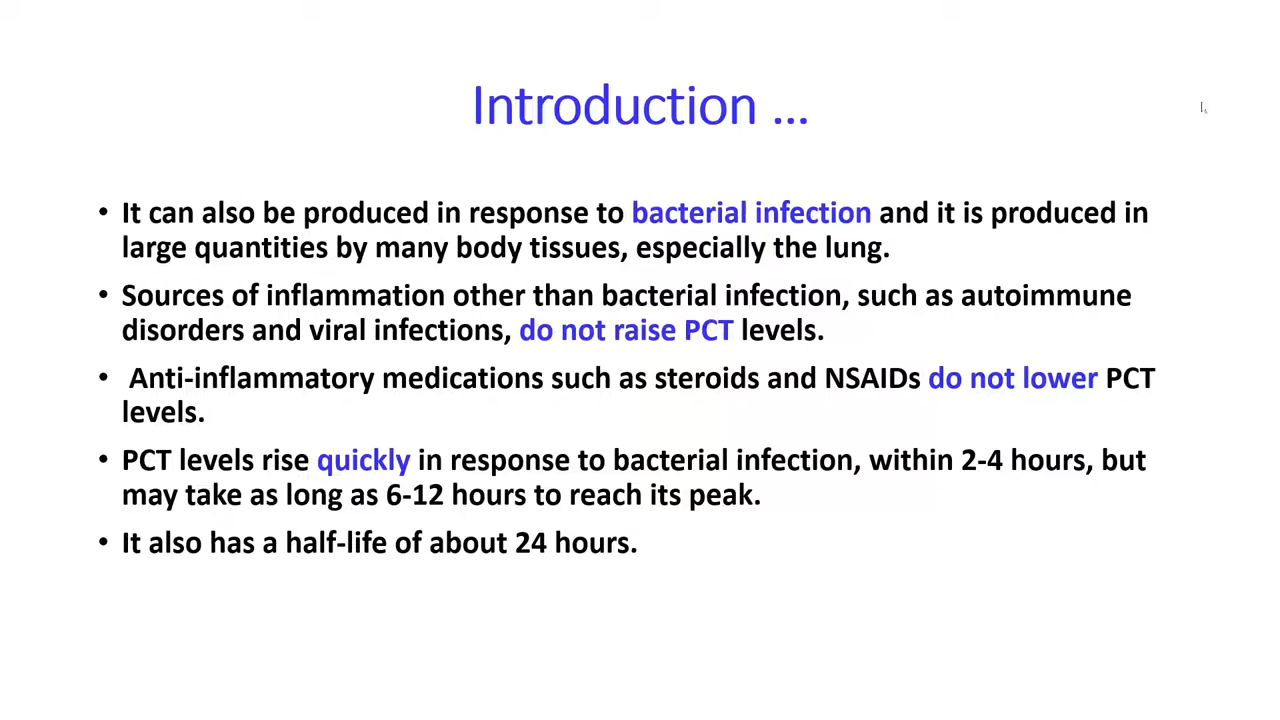 Introduction ...
• It can also be produced in response to bacterial infection and it is produced in
large quantities by many body tissues, especially the lung.
• Sources of inflammation other than bacterial infection, such as autoimmune
disorders and viral infections, do not raise PCT levels.
• Anti-inflammatory medications such as steroids and NSAIDs do not lower PCT
levels.
• PCT levels rise quickly in response to bacterial infection, within 2-4 hours, but
may take as long as 6-12 hours to reach its peak.
• It also has a half-life of about 24 hours.